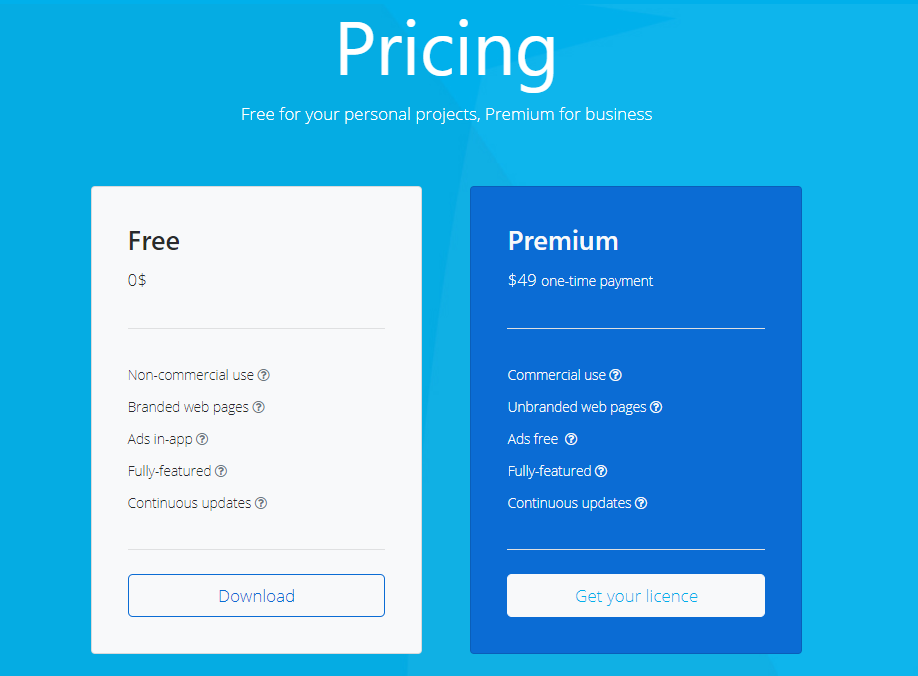 Pricing
Free for your personal projects, Premium for business
Free
0$
Non-commercial use
Branded web pages
Ads in-app
Fully-featured
Continuous updates
Download
Premium
$49 one-time payment
Commercial use
Unbranded web pages
Ads free
Fully-featured
Continuous updates
Get your licence